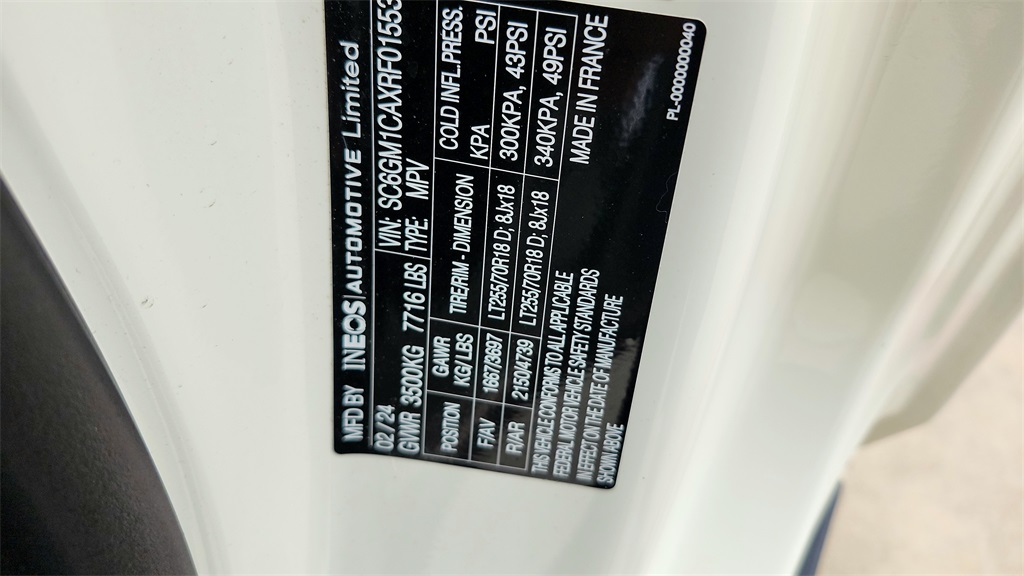 MFD BY INEOS AUTOMOTIVE Limited
02 / 24 VIN: SC6GM1CAXRF01553
GVWR 3500KG 7716 LBS TYPE: MPV
POSITION GAWR KG/LBS TIRE/RIM - DIMENSION COLD INFL.PRESS. KPA PSI
F/AV 1667/3697 LT255/70R18 D; 8Jx18 300KPA, 43PSI
R/AR 2150/4739 LT255/70R18 D; 8Jx18 340KPA, 49PSI
THIS VEHICLE CONFORMS TO ALL APPLICABLE MADE IN FRANCE
FEDERAL MOTOR VEHICLE SAFETY STANDARDS
IN EFFECT ON THE DATE OF MANUFACTURE
SHOWN ABOVE
PL-0000000040